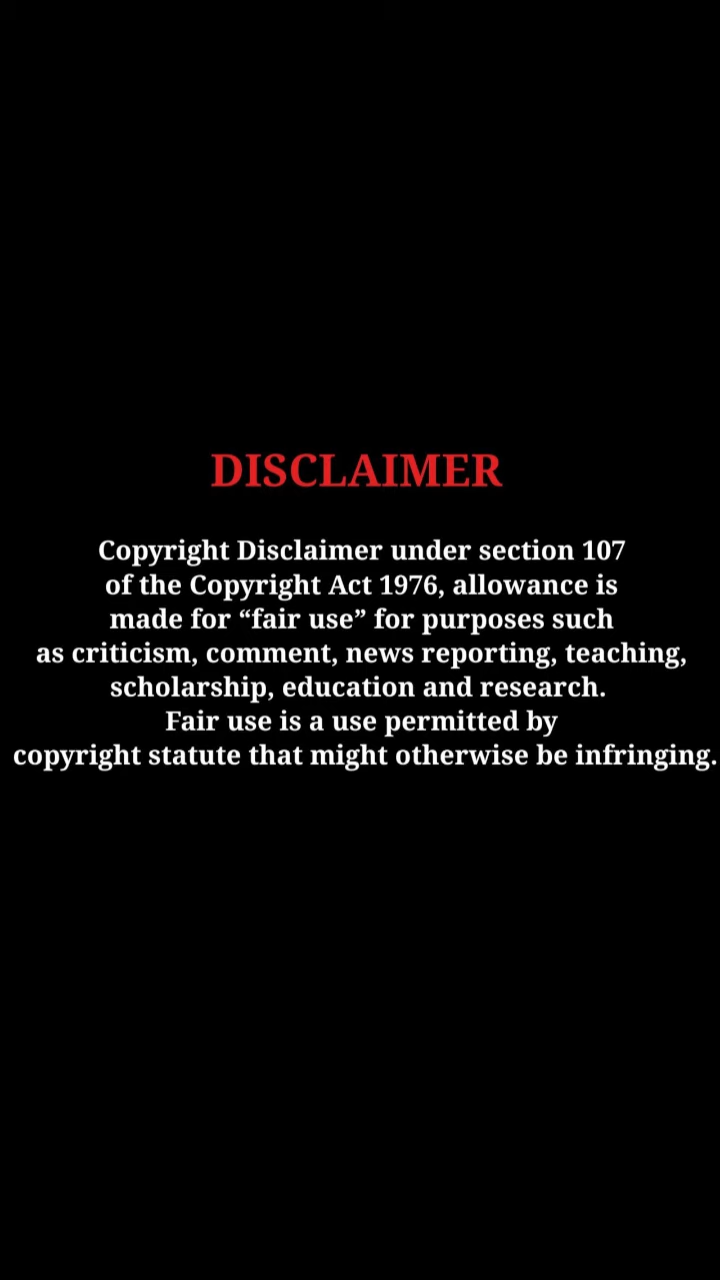 DISCLAIMER
Copyright Disclaimer under section 107
of the Copyright Act 1976, allowance is
made for “fair use” for purposes such
as criticism, comment, news reporting, teaching,
scholarship, education and research.
Fair use is a use permitted by
copyright statute that might otherwise be infringing.